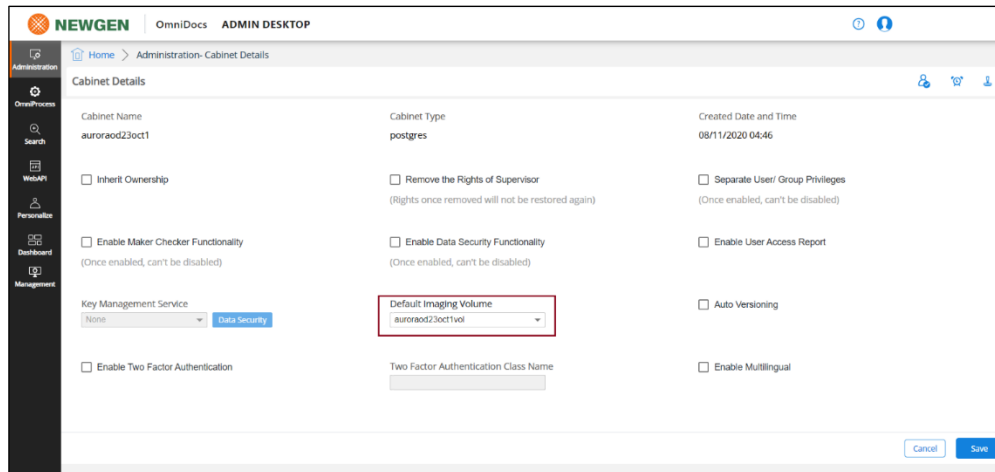 NEWGEN OmniDocs ADMIN DESKTOP
Administration
OmniProcess
Search
WebAPI
Personalize
Dashboard
Management
Home > Administration- Cabinet Details
Cabinet Details
Cabinet Name Cabinet Type Created Date and Time
auroraod23oct1 postgres 08/11/2020 04:46
Inherit Ownership Remove the Rights of Supervisor Separate User/ Group Privileges
(Rights once removed will not be restored again) (Once enabled, can't be disabled)
Enable Maker Checker Functionality Enable Data Security Functionality Enable User Access Report
(Once enabled, can't be disabled) (Once enabled, can't be disabled)
Key Management Service Default Imaging Volume Auto Versioning
None Data Security auroraod23oct1vol
Enable Two Factor Authentication Two Factor Authentication Class Name Enable Multilingual
Cancel Save